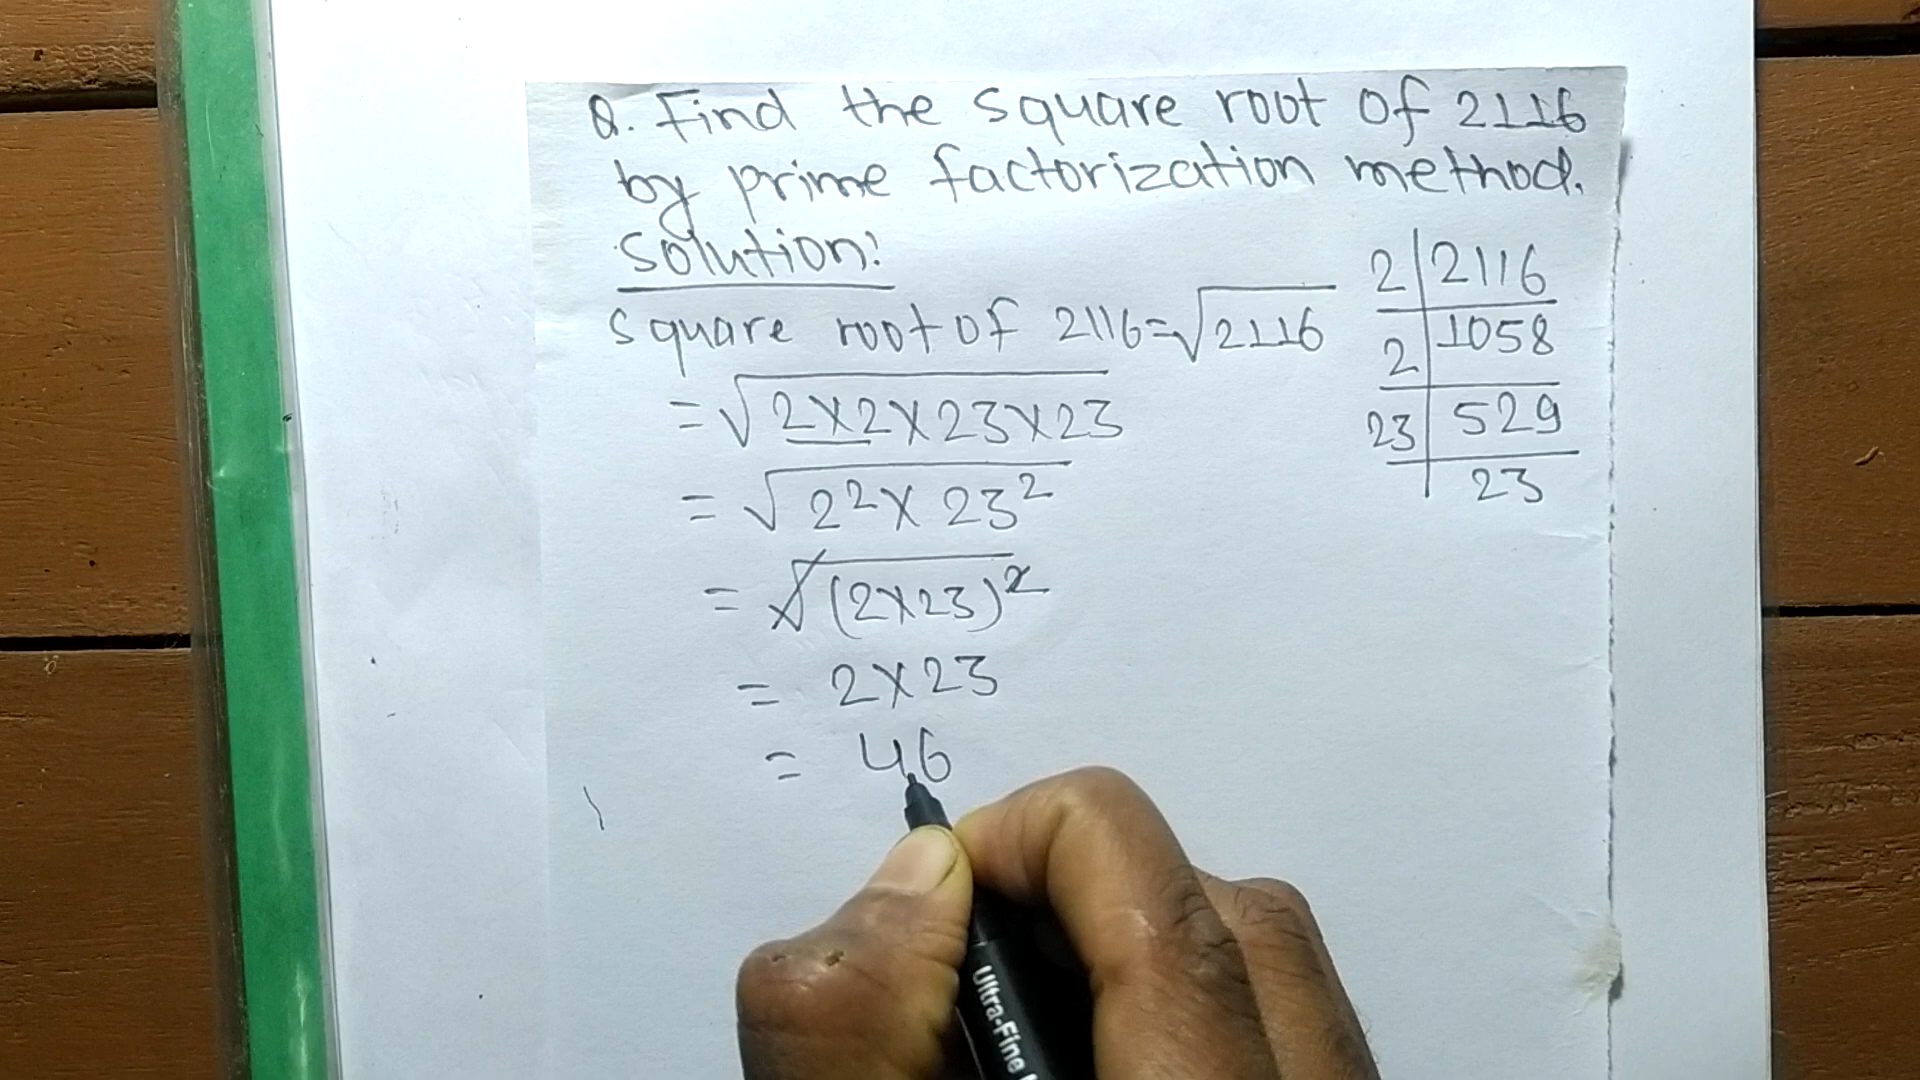 Q. Find the square root of 2116
by prime factorization method.
Solution:
square root of 2116=√2116
=√2×2×23×23
=√2²×23²
=√(2×23)²
= 2×23
= 46
2|2116
2|1058
23|529
23
Ultra-Fine